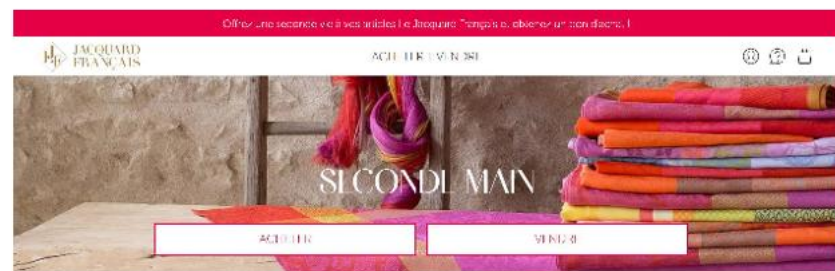 Offrez une seconde vie à vos articles Le Jacquard Français et obtenez un bon d'achat !
JACQUARD
FRANÇAIS
ACHETER VENDRE
SECONDE MAIN
ACHETER
VENDRE